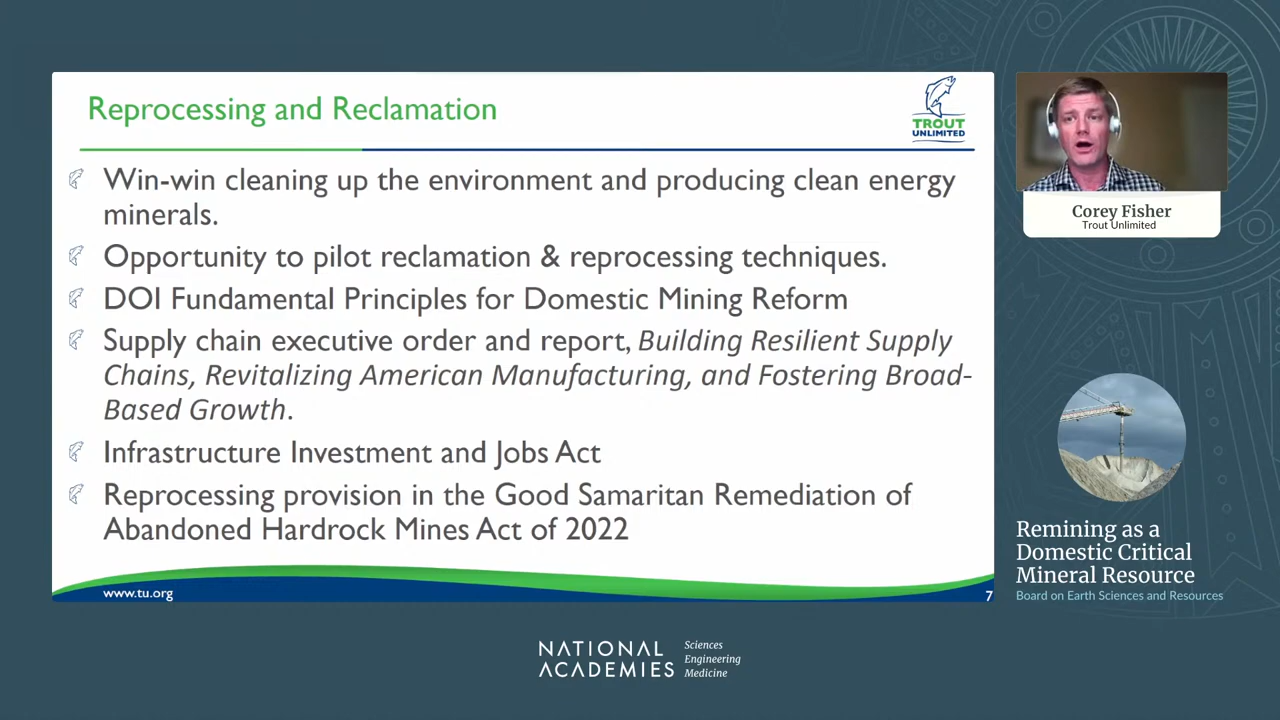 Reprocessing and Reclamation
TROUT
UNLIMITED
Win-win cleaning up the environment and producing clean energy
minerals.
Opportunity to pilot reclamation & reprocessing techniques.
DOI Fundamental Principles for Domestic Mining Reform
Supply chain executive order and report, Building Resilient Supply
Chains, Revitalizing American Manufacturing, and Fostering Broad-
Based Growth.
Infrastructure Investment and Jobs Act
Reprocessing provision in the Good Samaritan Remediation of
Abandoned Hardrock Mines Act of 2022
www.tu.org
7
Corey Fisher
Trout Unlimited
Remining as a
Domestic Critical
Mineral Resource
Board on Earth Sciences and Resources
NATIONAL
ACADEMIES
Sciences
Engineering
Medicine